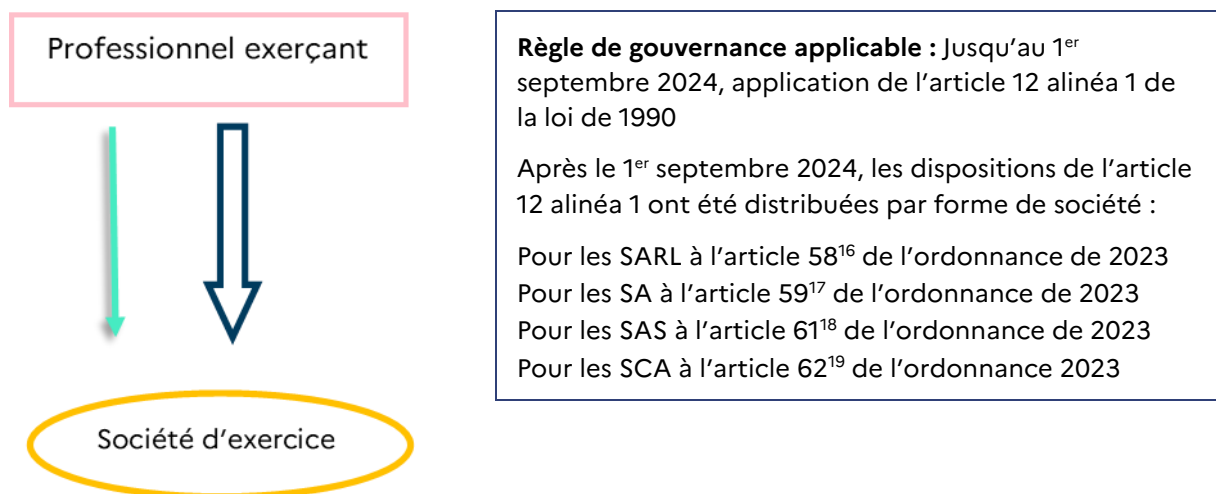 Professionnel exerçant
Société d'exercice
Règle de gouvernance applicable : Jusqu'au 1er
septembre 2024, application de l'article 12 alinéa 1 de
la loi de 1990
Après le 1er septembre 2024, les dispositions de l'article
12 alinéa 1 ont été distribuées par forme de société :
Pour les SARL à l'article 58¹⁶ de l'ordonnance de 2023
Pour les SA à l'article 59¹⁷ de l'ordonnance de 2023
Pour les SAS à l'article 61¹⁸ de l'ordonnance de 2023
Pour les SCA à l'article 62¹⁹ de l'ordonnance 2023